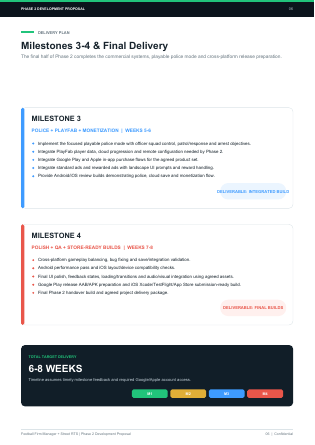 PHASE 2 DEVELOPMENT PROPOSAL
DELIVERY PLAN
Milestones 3-4 & Final Delivery
The final half of Phase 2 completes the commercial systems, playable police mode and cross-platform release preparation.
MILESTONE 3
POLICE + PLAYFAB + MONETIZATION | WEEKS 5-6
Implement the focused playable police mode with officer squad control, patrol/response and arrest objectives.
Integrate PlayFab player data, cloud progression and remote configuration needed by Phase 2.
Integrate Google Play and Apple in-app purchase flows for the agreed product set.
Integrate standard ads and rewarded ads with landscape UI prompts and reward handling.
Provide Android/iOS review builds demonstrating police, cloud save and monetization flow.
DELIVERABLE: INTEGRATED BUILD
MILESTONE 4
POLISH + QA + STORE-READY BUILDS | WEEKS 7-8
Cross-platform gameplay balancing, bug fixing and save/integration validation.
Android performance pass and iOS layout/device compatibility checks.
Final UI polish, feedback states, loading/transitions and audio/visual integration using agreed assets.
Google Play release AAB/APK preparation and iOS Xcode/TestFlight/App Store submission-ready build.
Final Phase 2 handover build and agreed project delivery package.
DELIVERABLE: FINAL BUILDS
TOTAL TARGET DELIVERY
6-8 WEEKS
Timeline assumes timely milestone feedback and required Google/Apple account access.
M1 M2 M3 M4